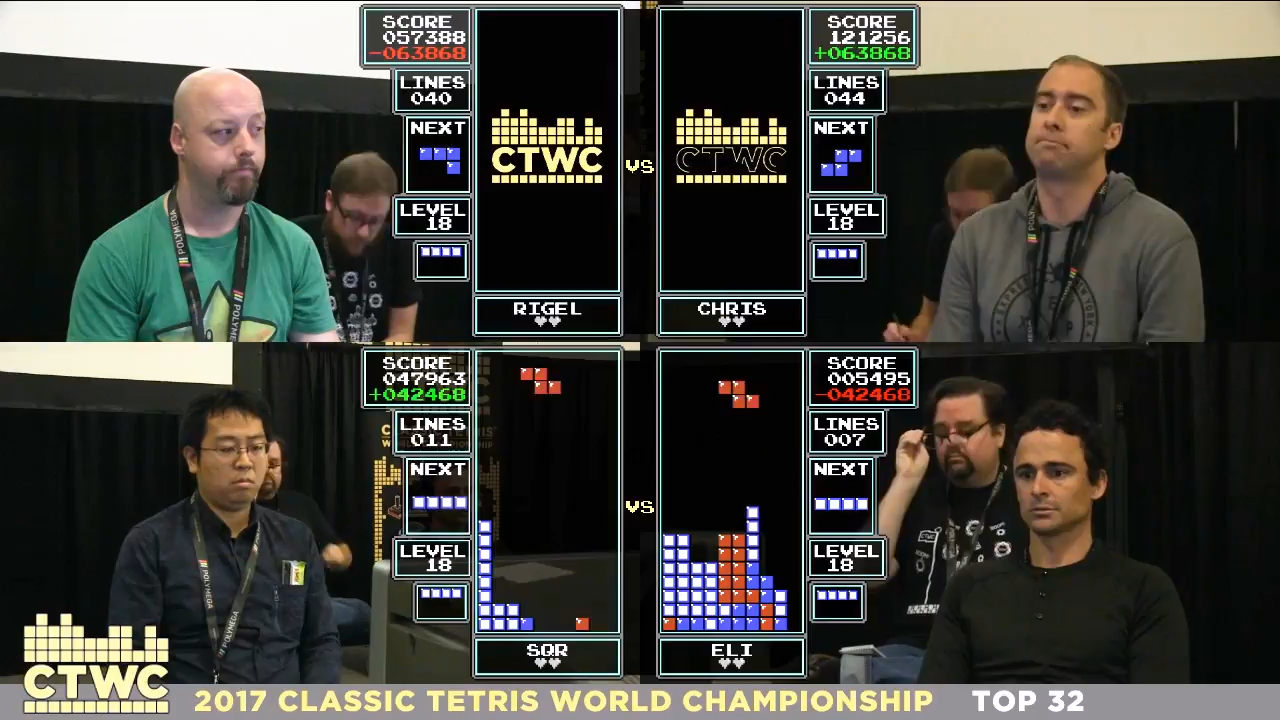 SCORE
057388
-063868
LINES
040
NEXT
LEVEL
18
CTWC
RIGEL
VS
SCORE
121256
+063868
LINES
044
NEXT
LEVEL
18
CTWC
CHRIS
POLYMEGA
SCORE
047963
+042468
LINES
011
NEXT
LEVEL
18
SQR
VS
SCORE
005495
-042468
LINES
007
NEXT
LEVEL
18
ELI
POLYMEGA
CTWC
2017 CLASSIC TETRIS WORLD CHAMPIONSHIP TOP 32